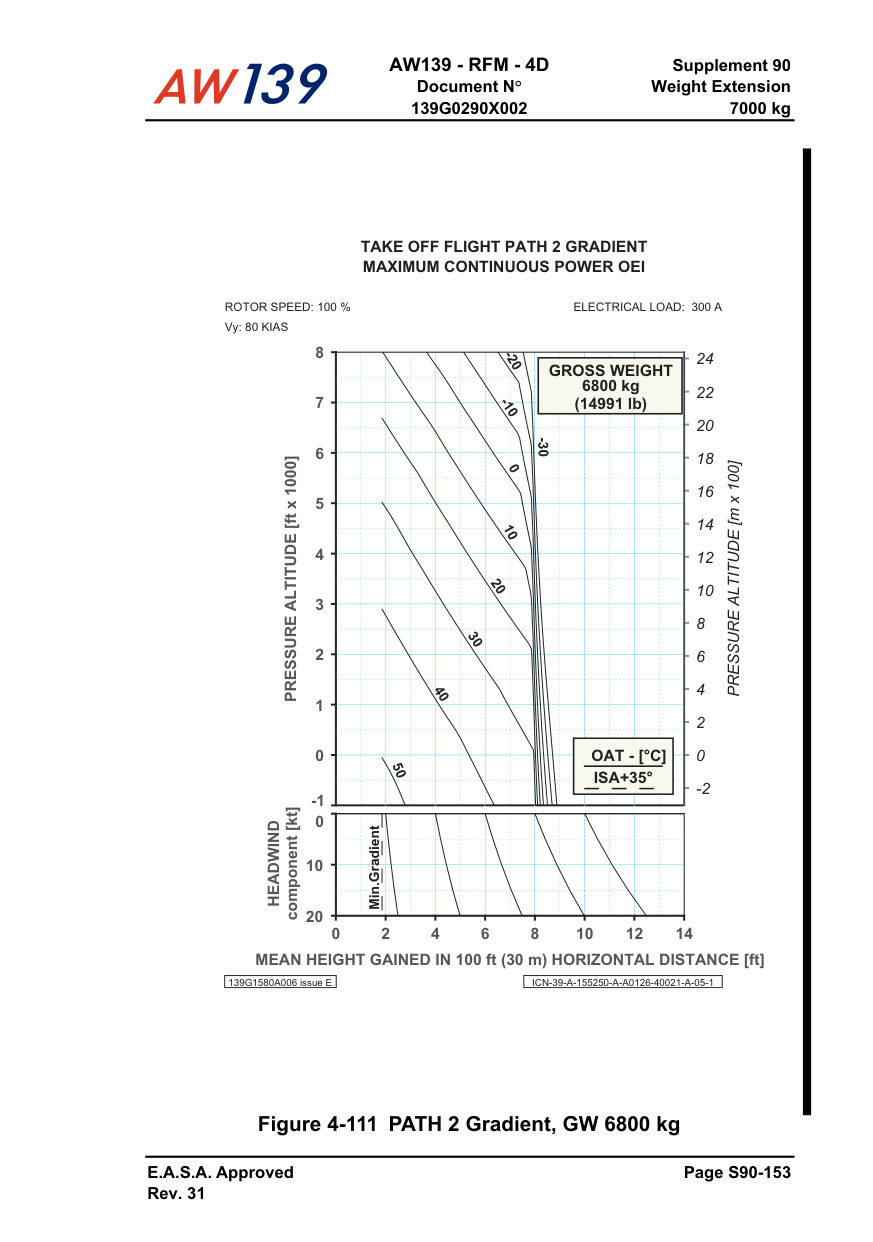 AW139
AW139 - RFM - 4D
Document N°
139G0290X002
Supplement 90
Weight Extension
7000 kg
TAKE OFF FLIGHT PATH 2 GRADIENT
MAXIMUM CONTINUOUS POWER OEI
ROTOR SPEED: 100 %
ELECTRICAL LOAD: 300 A
Vy: 80 KIAS
GROSS WEIGHT
6800 kg
(14991 lb)
PRESSURE ALTITUDE [ft x 1000]
8
7
6
5
4
3
2
1
0
-1
-20
-10
-30
0
10
20
30
40
50
24
22
20
18
16
14
12
10
8
6
4
2
0
-2
PRESSURE ALTITUDE [m x 100]
OAT - [°C]
ISA+35°
HEADWIND
component [kt]
0
10
20
Min.Gradient
0 2 4 6 8 10 12 14
MEAN HEIGHT GAINED IN 100 ft (30 m) HORIZONTAL DISTANCE [ft]
139G1580A006 issue E
ICN-39-A-155250-A-A0126-40021-A-05-1
Figure 4-111 PATH 2 Gradient, GW 6800 kg
E.A.S.A. Approved
Rev. 31
Page S90-153